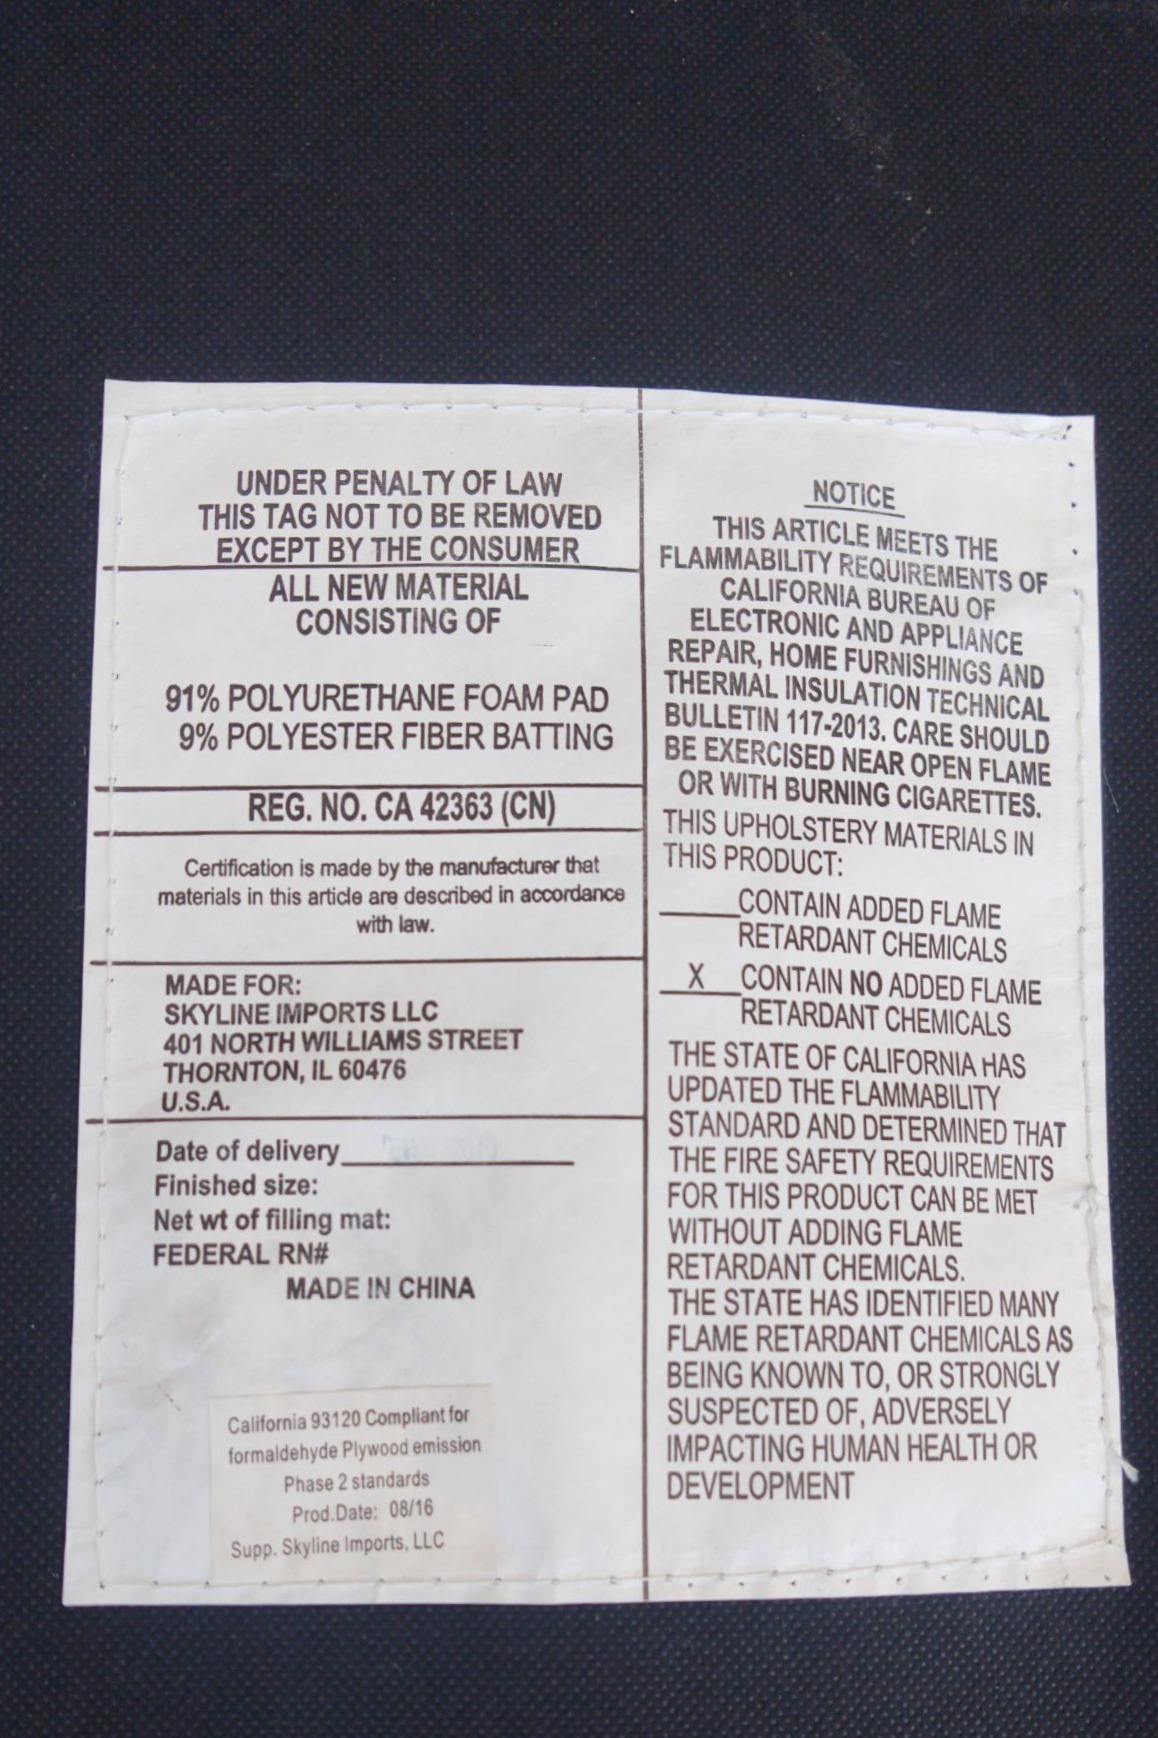 UNDER PENALTY OF LAW
THIS TAG NOT TO BE REMOVED
EXCEPT BY THE CONSUMER
ALL NEW MATERIAL
CONSISTING OF
91% POLYURETHANE FOAM PAD
9% POLYESTER FIBER BATTING
REG. NO. CA 42363 (CN)
Certification is made by the manufacturer that
materials in this article are described in accordance
with law.
MADE FOR:
SKYLINE IMPORTS LLC
401 NORTH WILLIAMS STREET
THORNTON, IL 60476
U.S.A.
Date of delivery
Finished size:
Net wt of filling mat:
FEDERAL RN#
MADE IN CHINA
California 93120 Compliant for
formaldehyde Plywood emission
Phase 2 standards
Prod.Date: 08/16
Supp. Skyline Imports, LLC
NOTICE
THIS ARTICLE MEETS THE
FLAMMABILITY REQUIREMENTS OF
CALIFORNIA BUREAU OF
ELECTRONIC AND APPLIANCE
REPAIR, HOME FURNISHINGS AND
THERMAL INSULATION TECHNICAL
BULLETIN 117-2013. CARE SHOULD
BE EXERCISED NEAR OPEN FLAME
OR WITH BURNING CIGARETTES.
THIS UPHOLSTERY MATERIALS IN
THIS PRODUCT:
CONTAIN ADDED FLAME
RETARDANT CHEMICALS
X CONTAIN NO ADDED FLAME
RETARDANT CHEMICALS
THE STATE OF CALIFORNIA HAS
UPDATED THE FLAMMABILITY
STANDARD AND DETERMINED THAT
THE FIRE SAFETY REQUIREMENTS
FOR THIS PRODUCT CAN BE MET
WITHOUT ADDING FLAME
RETARDANT CHEMICALS.
THE STATE HAS IDENTIFIED MANY
FLAME RETARDANT CHEMICALS AS
BEING KNOWN TO, OR STRONGLY
SUSPECTED OF, ADVERSELY
IMPACTING HUMAN HEALTH OR
DEVELOPMENT